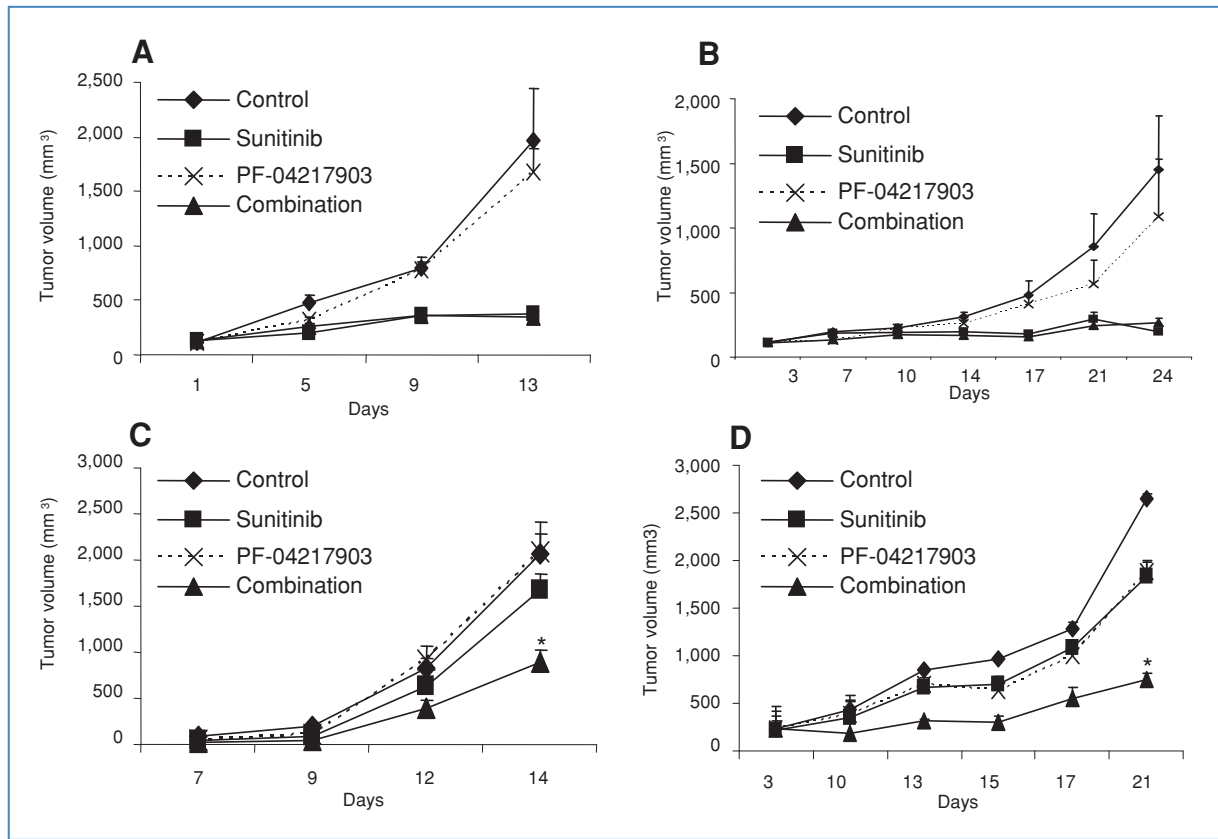 A
Tumor volume (mm3)
2,500
2,000
1,500
1,000
500
0
Control
Sunitinib
PF-04217903
Combination
1 5 9 13
Days
B
Tumor volume (mm3)
2,000
1,500
1,000
500
0
Control
Sunitinib
PF-04217903
Combination
3 7 10 14 17 21 24
Days
C
Tumor volume (mm3)
3,000
2,500
2,000
1,500
1,000
500
0
Control
Sunitinib
PF-04217903
Combination
*
7 9 12 14
Days
D
Tumor volume (mm3)
3,000
2,500
2,000
1,500
1,000
500
0
Control
Sunitinib
PF-04217903
Combination
*
3 10 13 15 17 21
Days